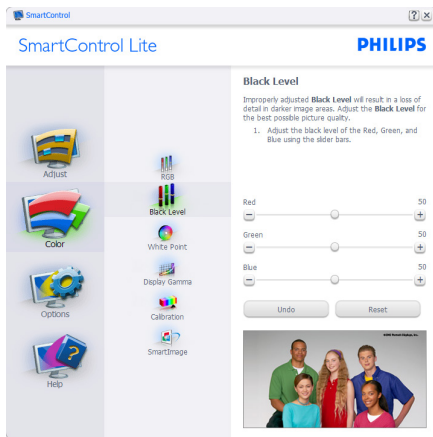 SmartControl
SmartControl Lite
PHILIPS
Adjust
Color
Options
Help
RGB
Black Level
White Point
Display Gamma
Calibration
SmartImage
Black Level
Improperly adjusted Black Level will result in a loss of
detail in darker image areas. Adjust the Black Level for
the best possible picture quality.
1. Adjust the black level of the Red, Green, and
Blue using the slider bars.
Red 50
Green 50
Blue 50
Undo Reset